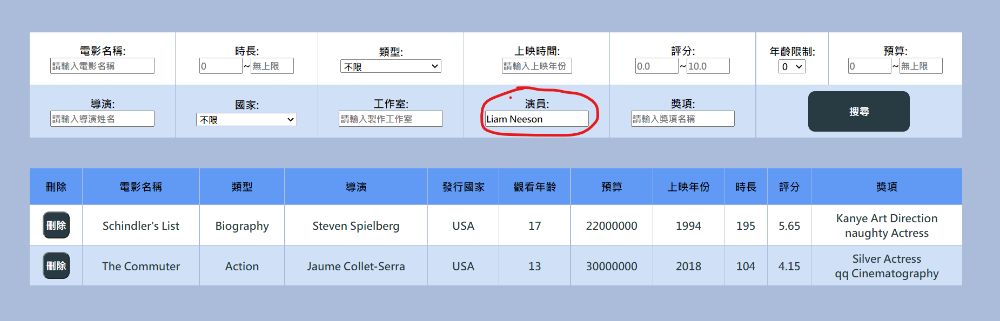 電影名稱: 時長: 類型: 上映時間: 評分: 年齡限制: 預算:
請輸入電影名稱 0 ~ 無上限 不限 請輸入上映年份 0.0 ~ 10.0 0 0 ~ 無上限
導演: 國家: 工作室: 演員: 獎項:
請輸入導演姓名 不限 請輸入製作工作室 Liam Neeson 請輸入獎項名稱 搜尋
刪除 電影名稱 類型 導演 發行國家 觀看年齡 預算 上映年份 時長 評分 獎項
刪除 Schindler's List Biography Steven Spielberg USA 17 22000000 1994 195 5.65 Kanye Art Direction
naughty Actress
刪除 The Commuter Action Jaume Collet-Serra USA 13 30000000 2018 104 4.15 Silver Actress
qq Cinematography